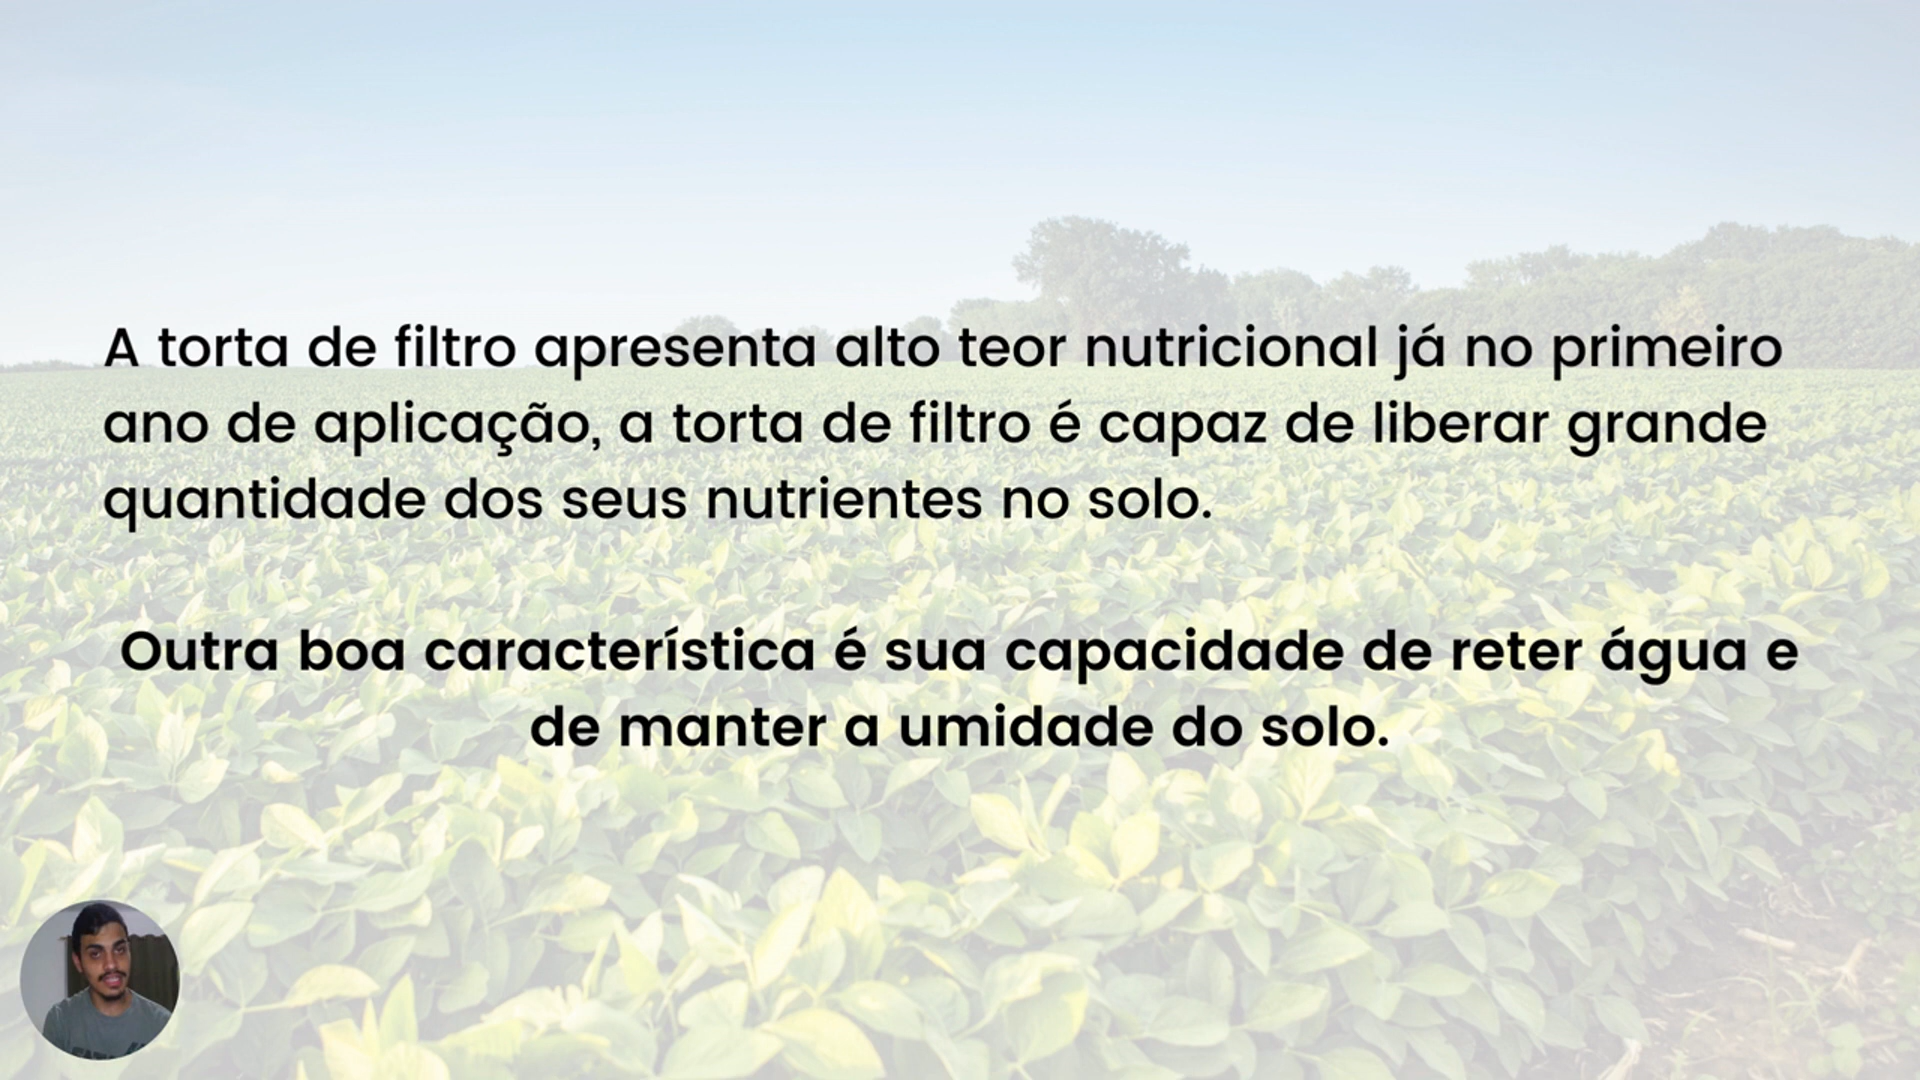 A torta de filtro apresenta alto teor nutricional já no primeiro
ano de aplicação, a torta de filtro é capaz de liberar grande
quantidade dos seus nutrientes no solo.
Outra boa característica é sua capacidade de reter água e
de manter a umidade do solo.